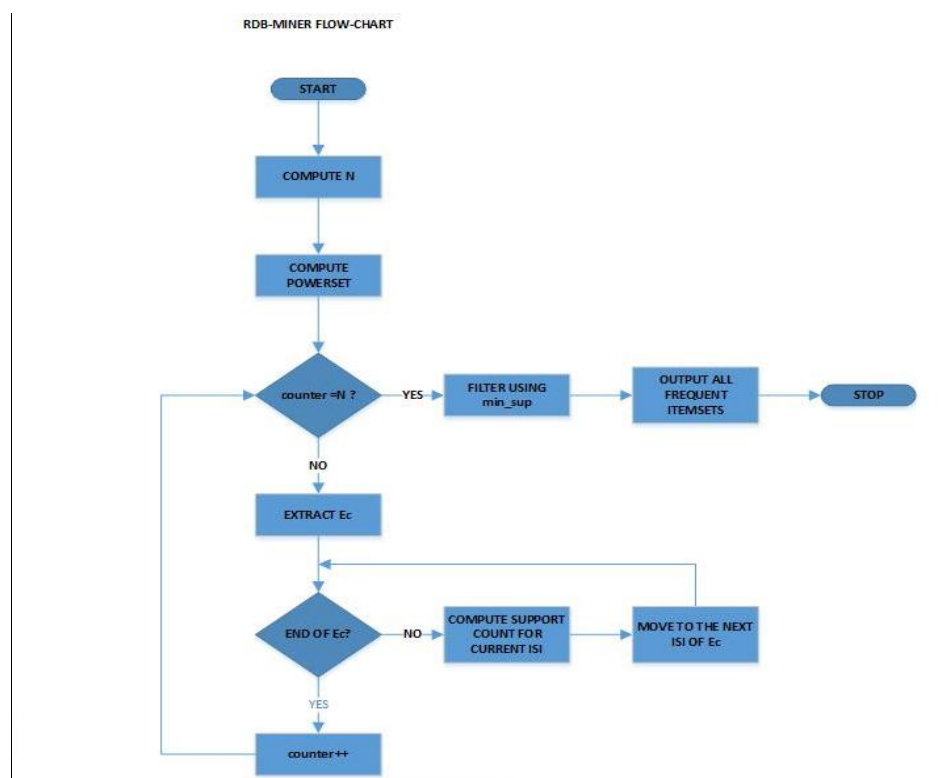 RDB-MINER FLOW-CHART
START
COMPUTE N
COMPUTE
POWERSET
counter =N ?
YES
FILTER USING
min_sup
OUTPUT ALL
FREQUENT
ITEMSETS
STOP
NO
EXTRACT Ec
END OF Ec?
NO
COMPUTE SUPPORT
COUNT FOR
CURRENT ISI
MOVE TO THE NEXT
ISI OF Ec
YES
counter++